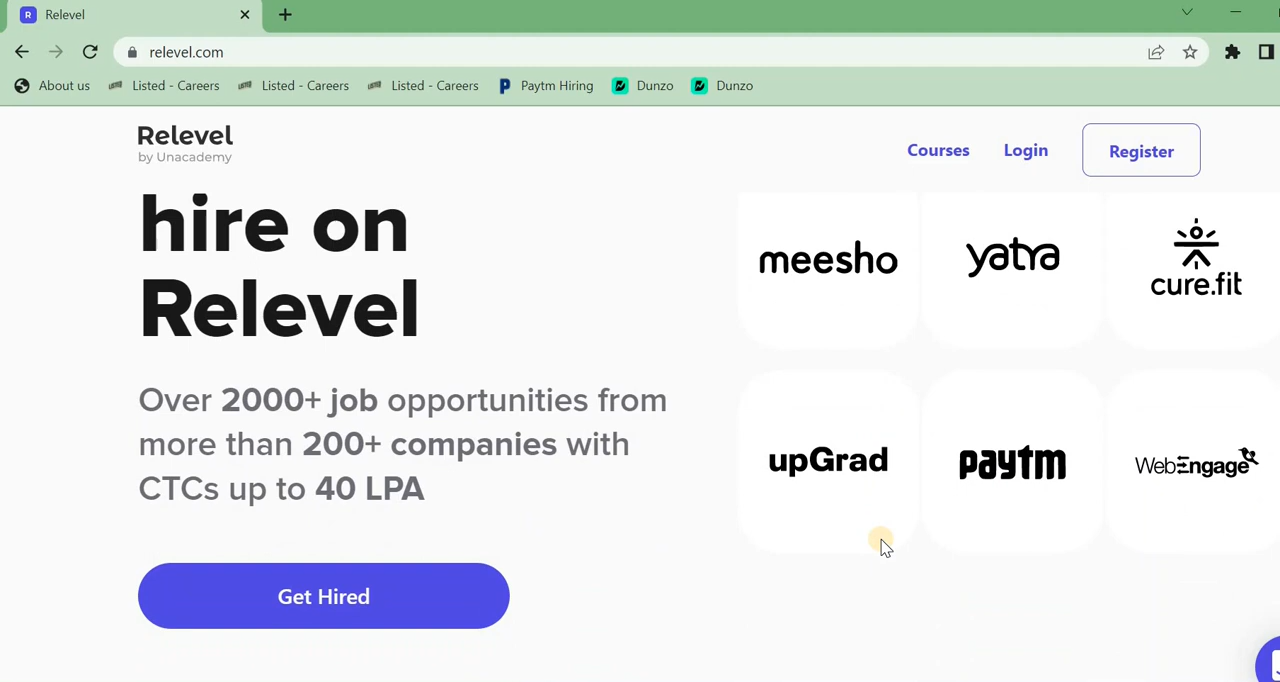 Relevel
relevel.com
About us
Listed - Careers
Listed - Careers
Listed - Careers
Paytm Hiring
Dunzo
Dunzo
Relevel
by Unacademy
Courses
Login
Register
hire on
Relevel
Over 2000+ job opportunities from
more than 200+ companies with
CTCs up to 40 LPA
Get Hired
meesho
yatra
cure.fit
upGrad
paytm
WebEngage